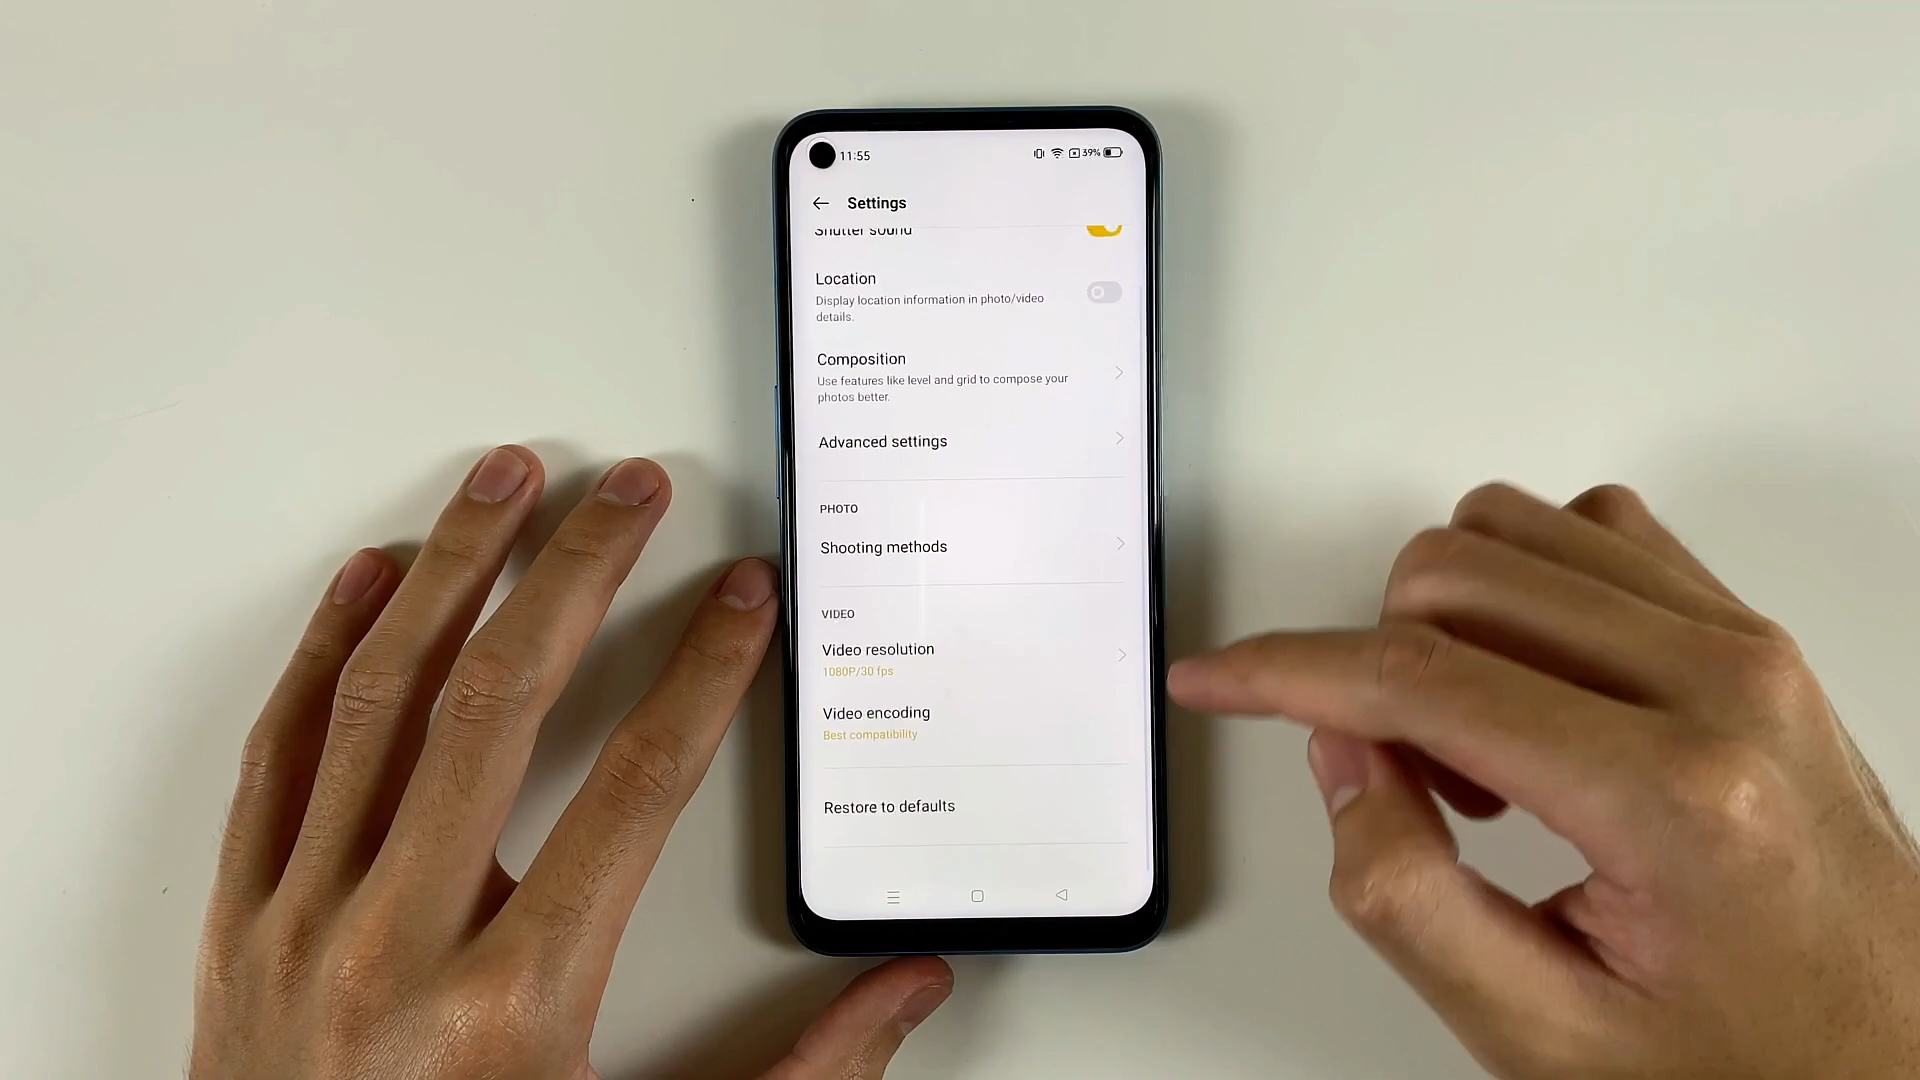 11:55
39%
Settings
Shutter sound
Location
Display location information in photo/video
details.
Composition
Use features like level and grid to compose your
photos better.
Advanced settings
PHOTO
Shooting methods
VIDEO
Video resolution
1080P/30 fps
Video encoding
Best compatibility
Restore to defaults